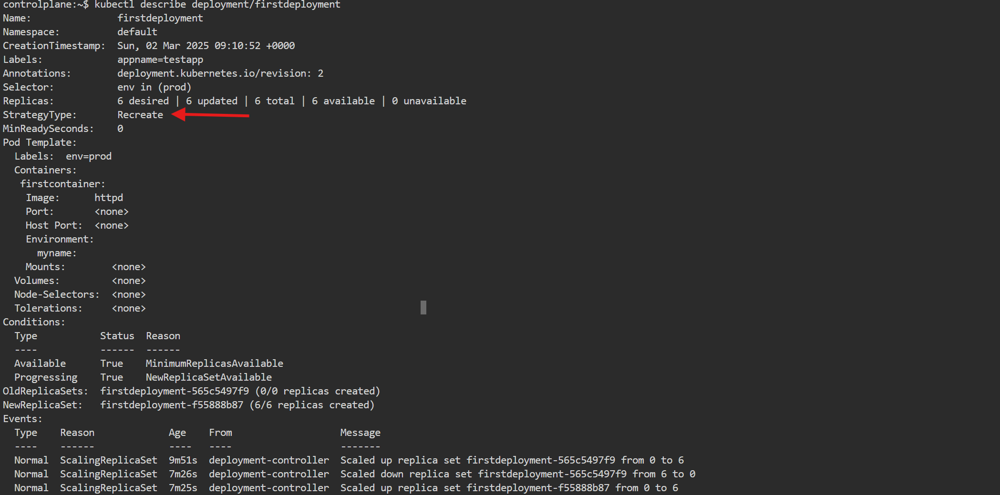 controlplane:~$ kubectl describe deployment/firstdeployment
Name:               firstdeployment
Namespace:          default
CreationTimestamp:  Sun, 02 Mar 2025 09:10:52 +0000
Labels:             appname=testapp
Annotations:        deployment.kubernetes.io/revision: 2
Selector:           env in (prod)
Replicas:           6 desired | 6 updated | 6 total | 6 available | 0 unavailable
StrategyType:       Recreate
MinReadySeconds:    0
Pod Template:
  Labels:  env=prod
  Containers:
   firstcontainer:
    Image:      httpd
    Port:       <none>
    Host Port:  <none>
    Environment:
      myname:
    Mounts:        <none>
  Volumes:         <none>
  Node-Selectors:  <none>
  Tolerations:     <none>
Conditions:
  Type           Status  Reason
  ----           ------  ------
  Available      True    MinimumReplicasAvailable
  Progressing    True    NewReplicaSetAvailable
OldReplicaSets:  firstdeployment-565c5497f9 (0/0 replicas created)
NewReplicaSet:   firstdeployment-f55888b87 (6/6 replicas created)
Events:
  Type    Reason             Age    From                   Message
  ----    ------             ----   ----                   -------
  Normal  ScalingReplicaSet  9m51s  deployment-controller  Scaled up replica set firstdeployment-565c5497f9 from 0 to 6
  Normal  ScalingReplicaSet  7m26s  deployment-controller  Scaled down replica set firstdeployment-565c5497f9 from 6 to 0
  Normal  ScalingReplicaSet  7m25s  deployment-controller  Scaled up replica set firstdeployment-f55888b87 from 0 to 6